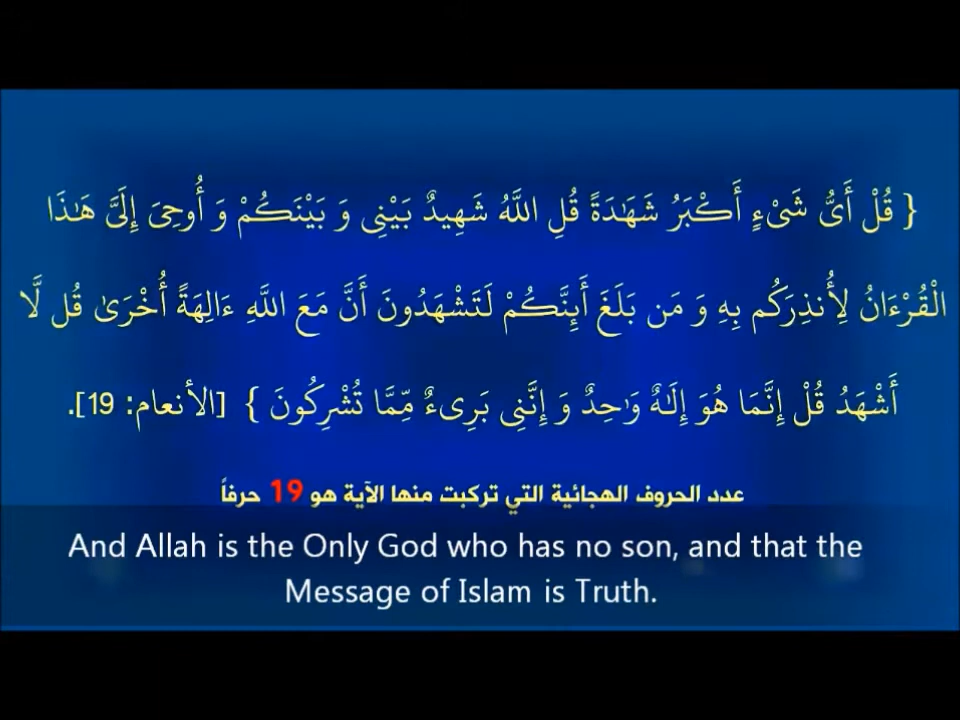 { قُلْ أَىُّ شَىْءٍ أَكْبَرُ شَهَٰدَةً قُلِ اللَّهُ شَهِيدٌ بَيْنِى وَ بَيْنَكُمْ وَ أُوحِىَ إِلَىَّ هَٰذَا
الْقُرْءَانُ لِأُنذِرَكُم بِهِ وَ مَن بَلَغَ أَئِنَّكُمْ لَتَشْهَدُونَ أَنَّ مَعَ اللَّهِ ءَالِهَةً أُخْرَىٰ قُل لَّا
أَشْهَدُ قُلْ إِنَّمَا هُوَ إِلَٰهٌ وَٰحِدٌ وَ إِنَّنِى بَرِىءٌ مِّمَّا تُشْرِكُونَ } [الأنعام: 19].
عدد الحروف الهجائية التي تركبت منها الآية هو 19 حرفاً
And Allah is the Only God who has no son, and that the
Message of Islam is Truth.